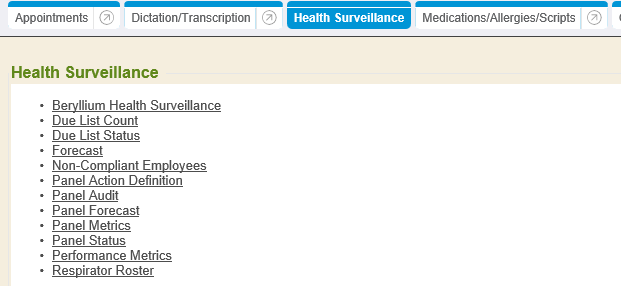 Appointments Dictation/Transcription Health Surveillance Medications/Allergies/Scripts
Health Surveillance
• Beryllium Health Surveillance
• Due List Count
• Due List Status
• Forecast
• Non-Compliant Employees
• Panel Action Definition
• Panel Audit
• Panel Forecast
• Panel Metrics
• Panel Status
• Performance Metrics
• Respirator Roster